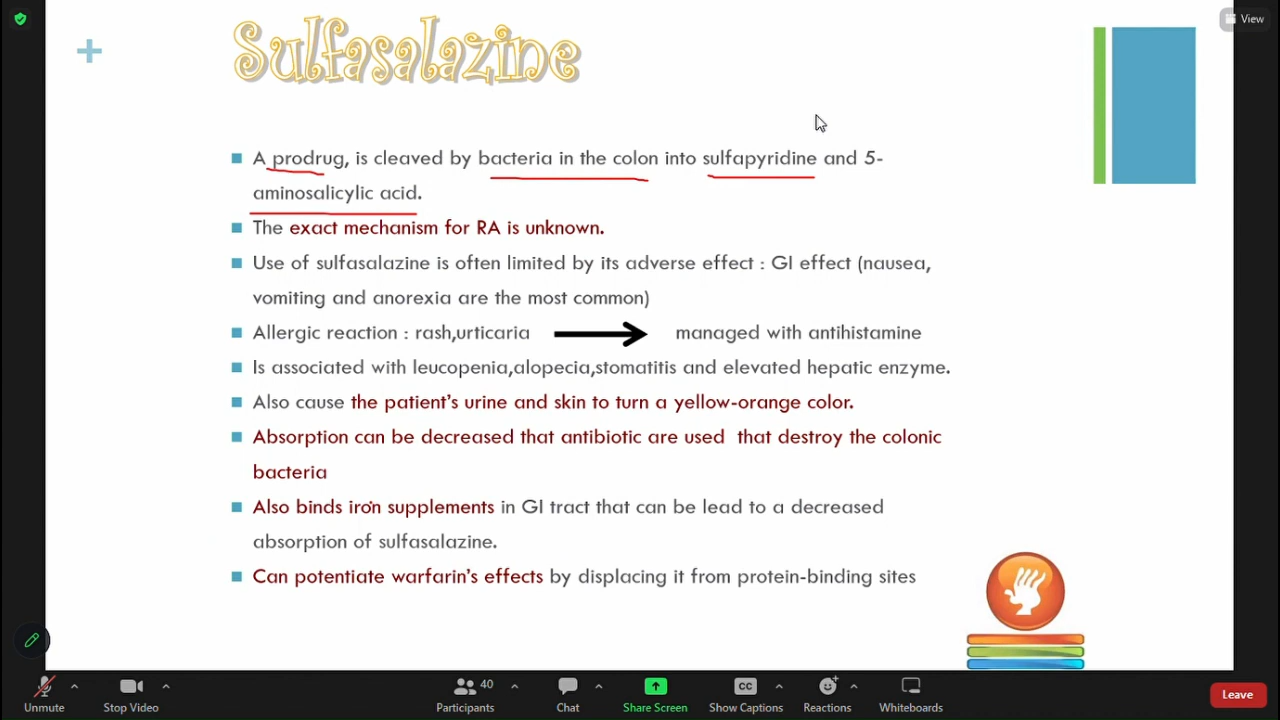 View
Sulfasalazine
A prodrug, is cleaved by bacteria in the colon into sulfapyridine and 5-
aminosalicylic acid.
The exact mechanism for RA is unknown.
Use of sulfasalazine is often limited by its adverse effect : GI effect (nausea,
vomiting and anorexia are the most common)
Allergic reaction : rash,urticaria managed with antihistamine
Is associated with leucopenia,alopecia,stomatitis and elevated hepatic enzyme.
Also cause the patient's urine and skin to turn a yellow-orange color.
Absorption can be decreased that antibiotic are used that destroy the colonic
bacteria
Also binds iron supplements in GI tract that can be lead to a decreased
absorption of sulfasalazine.
Can potentiate warfarin's effects by displacing it from protein-binding sites
Unmute
Stop Video
40
Participants
Chat
Share Screen
CC
Show Captions
Reactions
Whiteboards
Leave